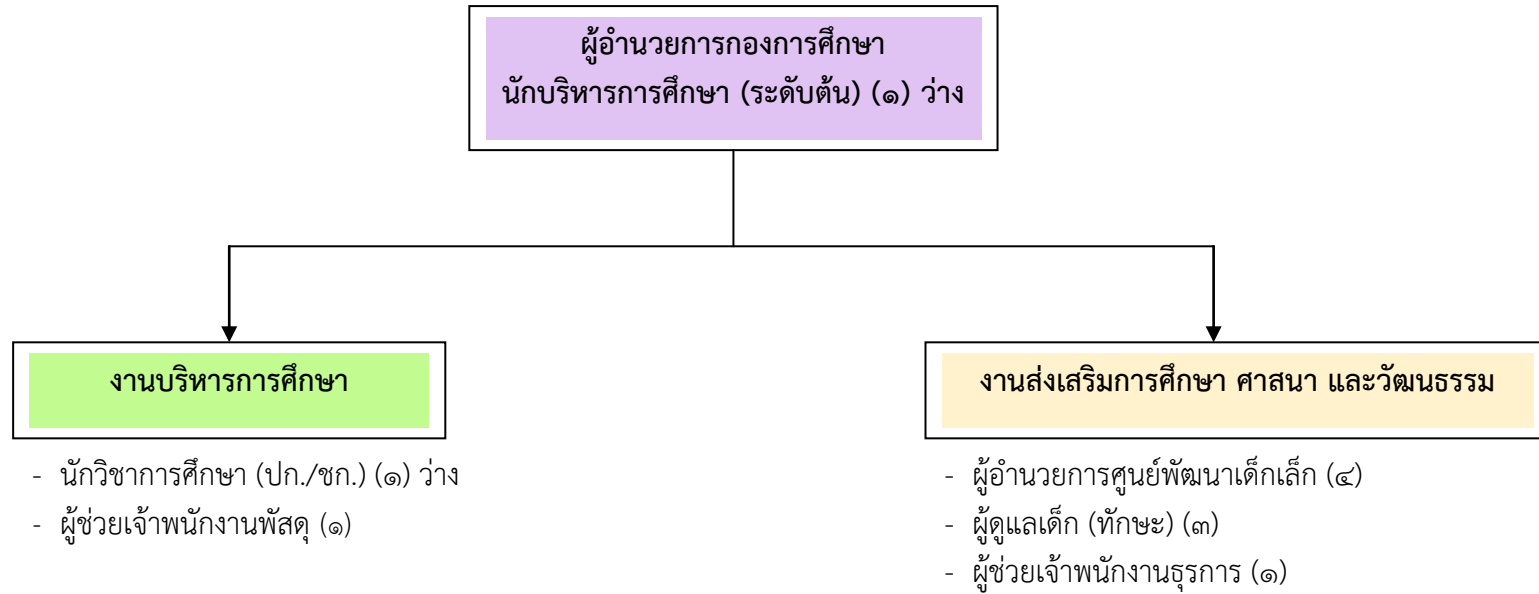 ผู้อำนวยการกองการศึกษา
นักบริหารการศึกษา (ระดับต้น) (๑) ว่าง
งานบริหารการศึกษา
- นักวิชาการศึกษา (ปก./ชก.) (๑) ว่าง
- ผู้ช่วยเจ้าพนักงานพัสดุ (๑)
งานส่งเสริมการศึกษา ศาสนา และวัฒนธรรม
- ผู้อำนวยการศูนย์พัฒนาเด็กเล็ก (๔)
- ผู้ดูแลเด็ก (ทักษะ) (๓)
- ผู้ช่วยเจ้าพนักงานธุรการ (๑)